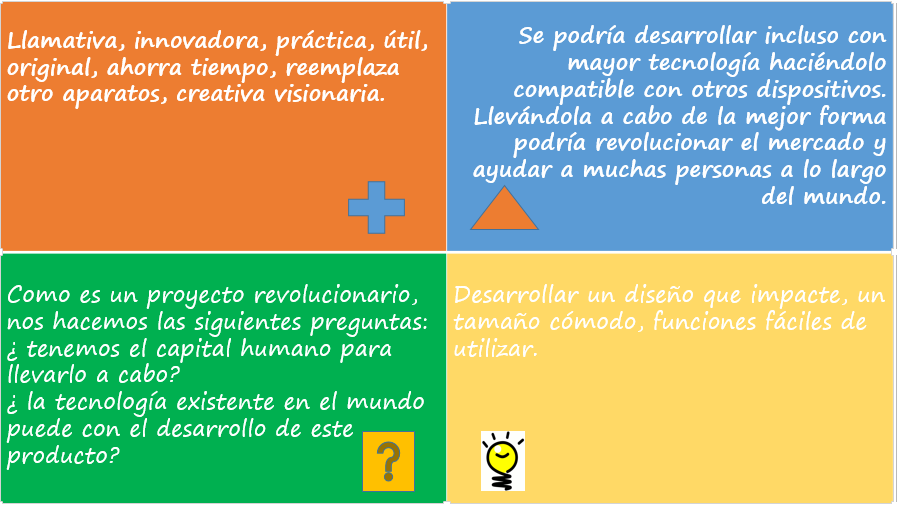 Llamativa, innovadora, práctica, útil,
original, ahorra tiempo, reemplaza
otro aparatos, creativa visionaria.
Se podría desarrollar incluso con
mayor tecnología haciéndolo
compatible con otros dispositivos.
Llevándola a cabo de la mejor forma
podría revolucionar el mercado y
ayudar a muchas personas a lo largo
del mundo.
Como es un proyecto revolucionario,
nos hacemos las siguientes preguntas:
¿ tenemos el capital humano para
llevarlo a cabo?
¿ la tecnología existente en el mundo
puede con el desarrollo de este
producto?
?
Desarrollar un diseño que impacte, un
tamaño cómodo, funciones fáciles de
utilizar.